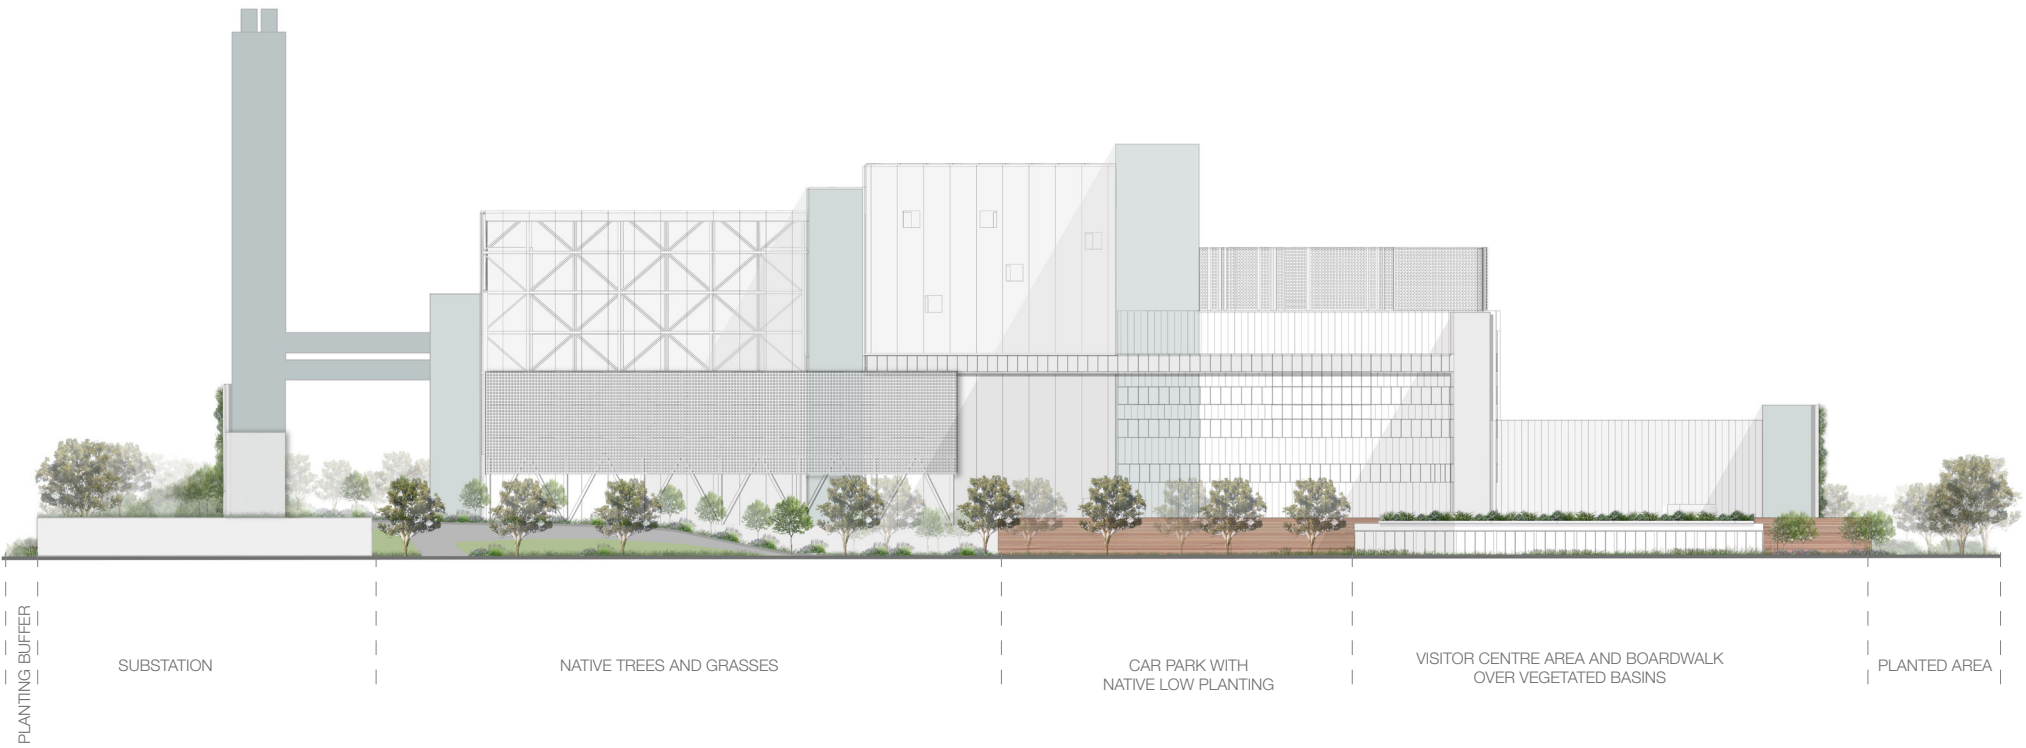 PLANTING BUFFER
SUBSTATION
NATIVE TREES AND GRASSES
CAR PARK WITH
NATIVE LOW PLANTING
VISITOR CENTRE AREA AND BOARDWALK
OVER VEGETATED BASINS
PLANTED AREA